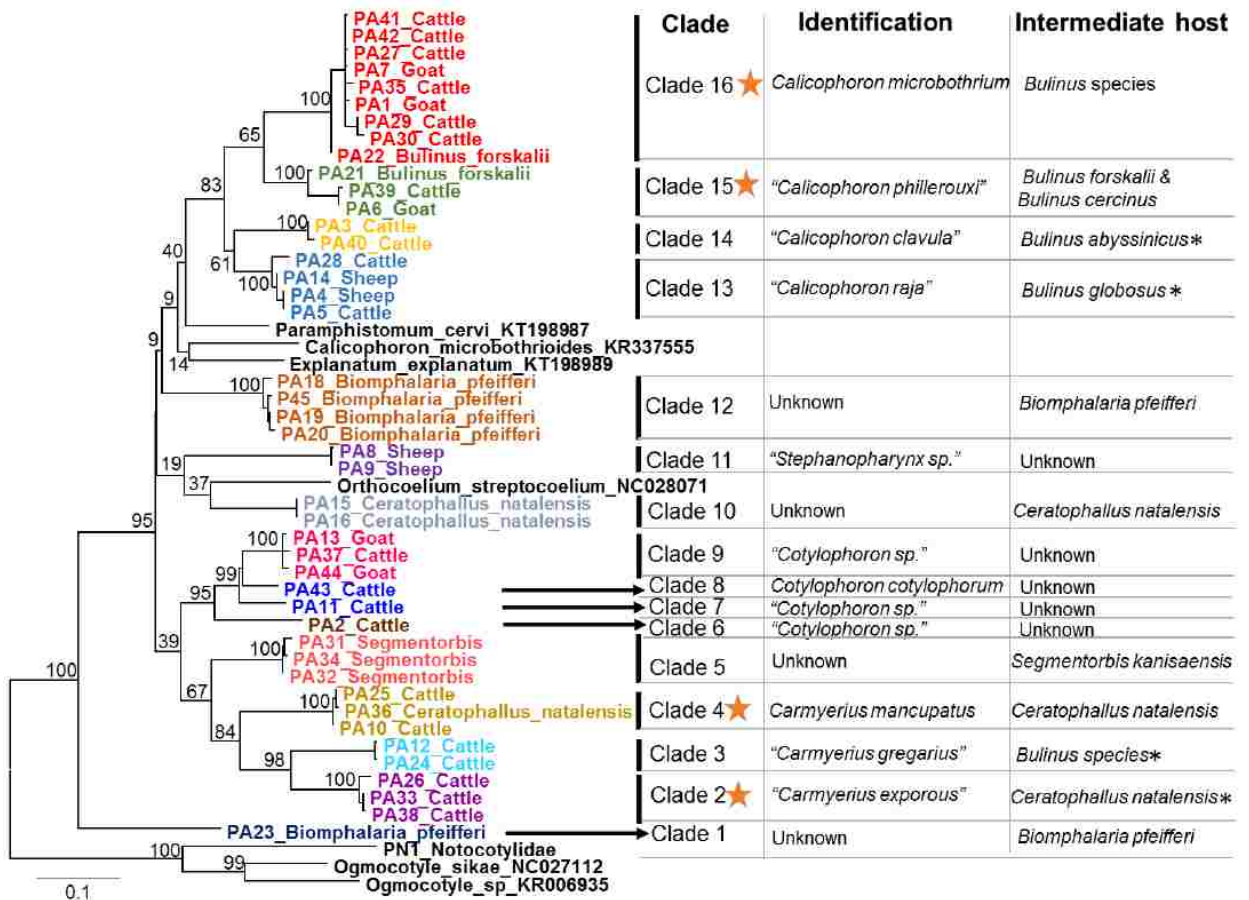 Clade Identification Intermediate host
PA41_Cattle
PA42_Cattle
PA27_Cattle
PA7_Goat
PA35_Cattle
100
Clade 16 Calicophoron microbothrium Bulinus species
PA1_Goat
PA29_Cattle
PA30_Cattle
65
PA22_Bulinus_forskalii
PA21_Bulinus_forskalii
100
PA39_Cattle
PA6_Goat
83
Clade 15 “Calicophoron phillerouxi” Bulinus forskalii &
Bulinus cercinus
PA3_Cattle
100
PA40_Cattle
Clade 14 “Calicophoron clavula” Bulinus abyssinicus*
40
61
PA28_Cattle
PA14_Sheep
100
PA4_Sheep
PA5_Cattle
Clade 13 “Calicophoron raja” Bulinus globosus*
9
Paramphistomum_cervi_KT198987
Calicophoron_microbothrioides_KR337555
9
14
Explanatum_explanatum_KT198989
PA18_Biomphalaria_pfeifferi
100
P45_Biomphalaria_pfeifferi
PA19_Biomphalaria_pfeifferi
PA20_Biomphalaria_pfeifferi
Clade 12 Unknown Biomphalaria pfeifferi
PA8_Sheep
PA9_Sheep
Clade 11 “Stephanopharynx sp.” Unknown
19
37
Orthocoelium_streptocoelium_NC028071
PA15_Ceratophallus_natalensis
PA16_Ceratophallus_natalensis
Clade 10 Unknown Ceratophallus natalensis
95
100
PA13_Goat
PA37_Cattle
PA44_Goat
Clade 9 “Cotylophoron sp.” Unknown
99
PA43_Cattle
Clade 8 Cotylophoron cotylophorum Unknown
95
PA11_Cattle
Clade 7 “Cotylophoron sp.” Unknown
PA2_Cattle
Clade 6 “Cotylophoron sp.” Unknown
39
PA31_Segmentorbis
100
PA34_Segmentorbis
PA32_Segmentorbis
Clade 5 Unknown Segmentorbis kanisaensis
100
67
PA25_Cattle
100
PA36_Ceratophallus_natalensis
PA10_Cattle
Clade 4 Carmyerius mancupatus Ceratophallus natalensis
84
PA12_Cattle
PA24_Cattle
Clade 3 “Carmyerius gregarius” Bulinus species*
98
PA26_Cattle
100
PA33_Cattle
PA38_Cattle
Clade 2 “Carmyerius exporous” Ceratophallus natalensis*
PA23_Biomphalaria_pfeifferi
Clade 1 Unknown Biomphalaria pfeifferi
100
PN1_Notocotylidae
99
Ogmocotyle_sikae_NC027112
Ogmocotyle_sp_KR006935
0.1